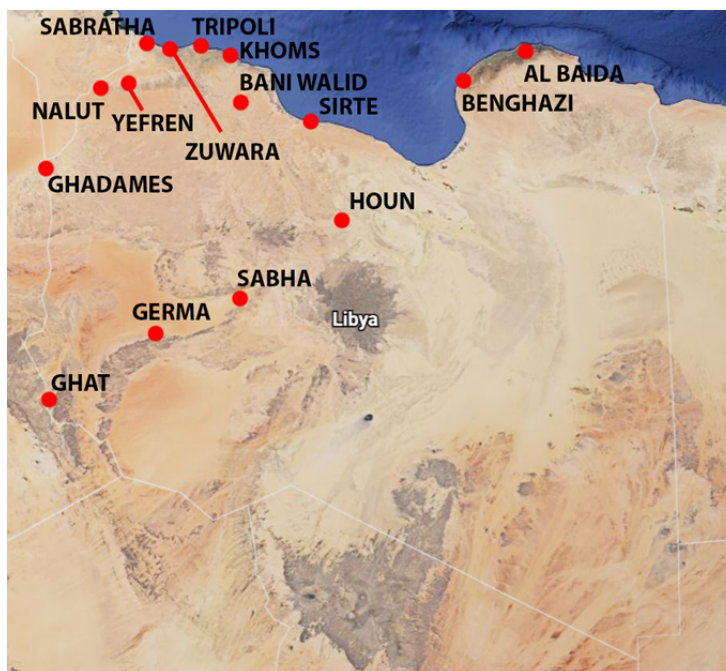 SABRATHA
TRIPOLI
KHOMS
BANI WALID
AL BAIDA
NALUT
YEFREN
SIRTE
BENGHAZI
ZUWARA
GHADAMES
HOUN
SABHA
GERMA
Libya
GHAT